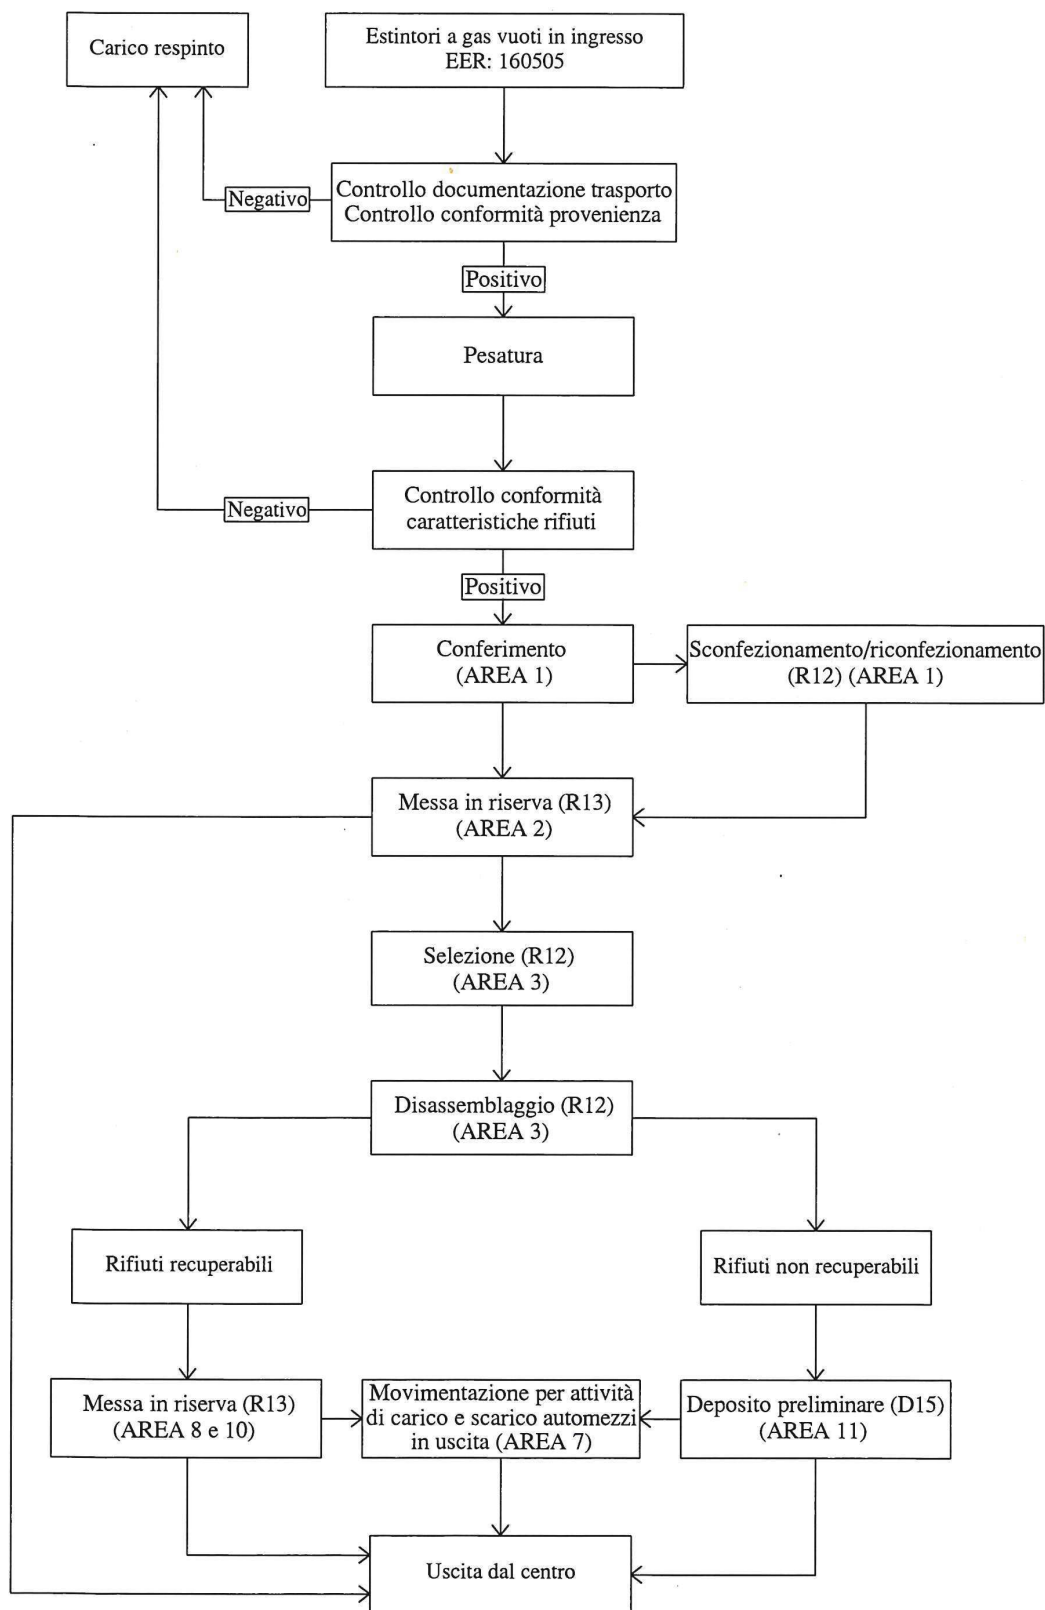 Carico respinto
Estintori a gas vuoti in ingresso
EER: 160505
Controllo documentazione trasporto
Controllo conformità provenienza
Negativo
Positivo
Pesatura
Controllo conformità
caratteristiche rifiuti
Negativo
Positivo
Conferimento
(AREA 1)
Sconfezionamento/riconfezionamento
(R12) (AREA 1)
Messa in riserva (R13)
(AREA 2)
Selezione (R12)
(AREA 3)
Disassemblaggio (R12)
(AREA 3)
Rifiuti recuperabili
Rifiuti non recuperabili
Messa in riserva (R13)
(AREA 8 e 10)
Movimentazione per attività
di carico e scarico automezzi
in uscita (AREA 7)
Deposito preliminare (D15)
(AREA 11)
Uscita dal centro